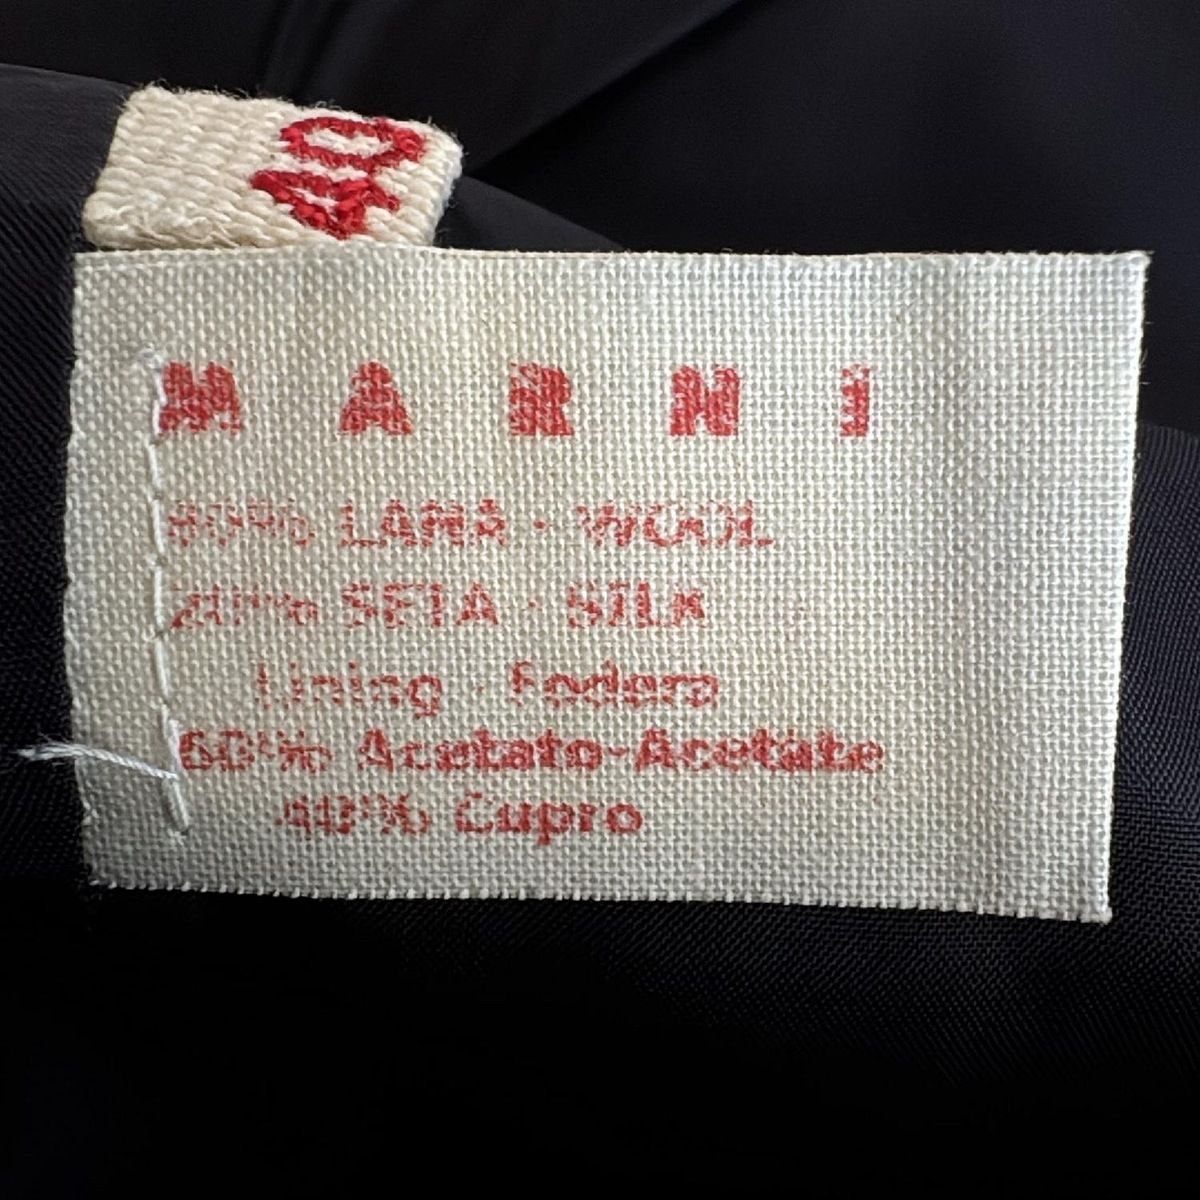 40
MARNI
80% LANA - WOOL
20% SETA - SILK
Lining - Fodera
60% Acetato-Acetate
40% Cupro